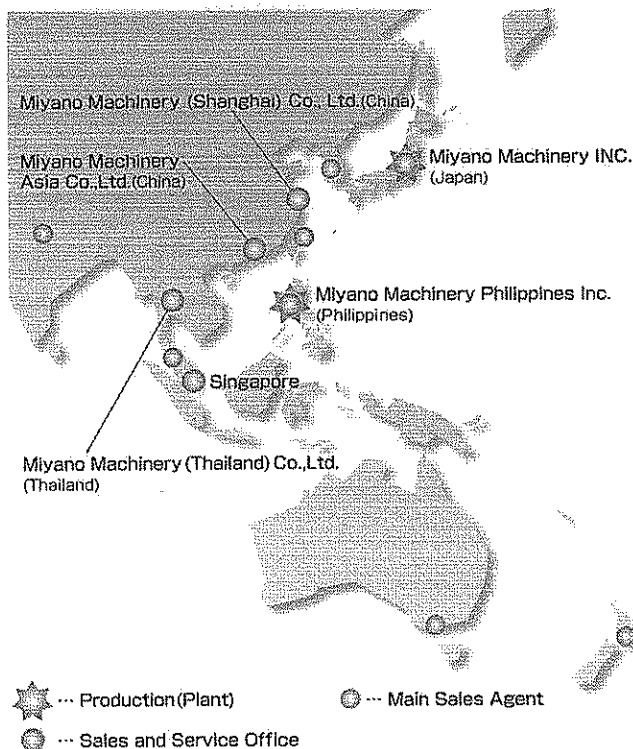 Miyano Machinery (Shanghai) Co., Ltd.(China)
Miyano Machinery
Asia Co.,Ltd.(China)
Miyano Machinery INC.
(Japan)
Miyano Machinery Philippines Inc.
(Philippines)
Singapore
Miyano Machinery (Thailand) Co.,Ltd.
(Thailand)
··· Production(Plant)
··· Main Sales Agent
··· Sales and Service Office